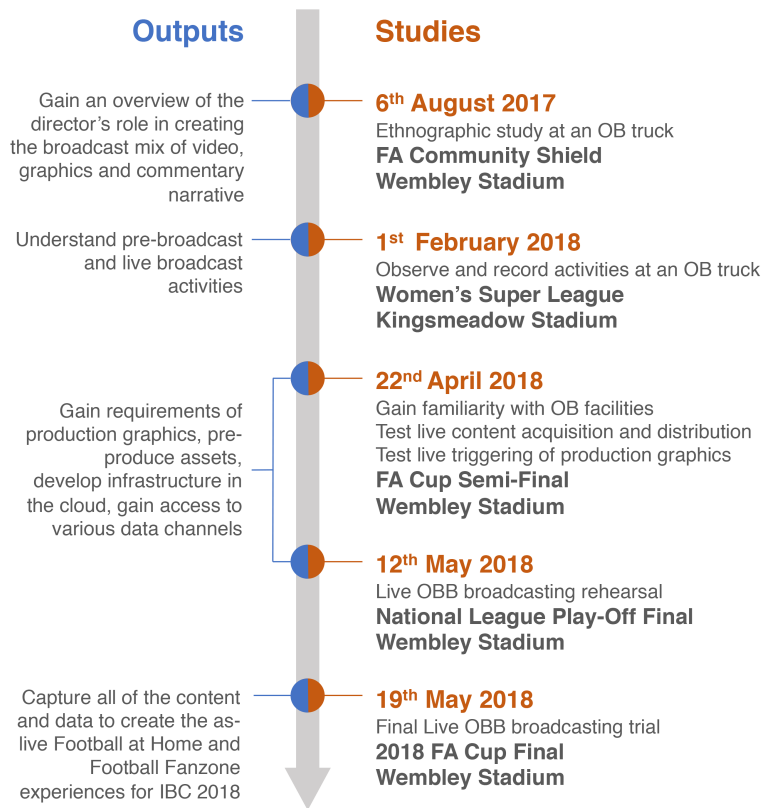 Outputs
Studies
Gain an overview of the
director’s role in creating
the broadcast mix of video,
graphics and commentary
narrative
6th August 2017
Ethnographic study at an OB truck
FA Community Shield
Wembley Stadium
Understand pre-broadcast
and live broadcast
activities
1st February 2018
Observe and record activities at an OB truck
Women’s Super League
Kingsmeadow Stadium
Gain requirements of
production graphics, pre-
produce assets,
develop infrastructure in
the cloud, gain access to
various data channels
22nd April 2018
Gain familiarity with OB facilities
Test live content acquisition and distribution
Test live triggering of production graphics
FA Cup Semi-Final
Wembley Stadium
12th May 2018
Live OBB broadcasting rehearsal
National League Play-Off Final
Wembley Stadium
Capture all of the content
and data to create the as-
live Football at Home and
Football Fanzone
experiences for IBC 2018
19th May 2018
Final Live OBB broadcasting trial
2018 FA Cup Final
Wembley Stadium